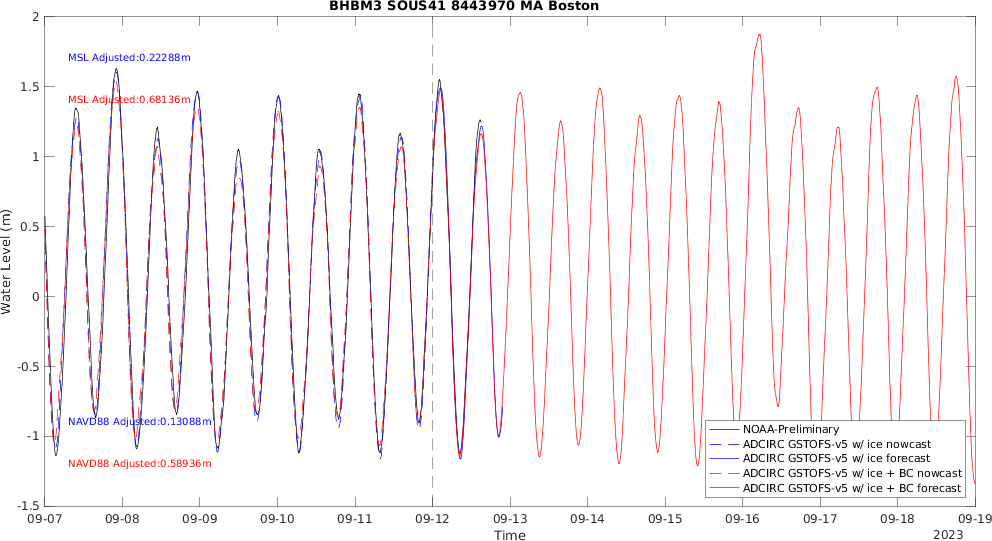 BHBM3 SOUS41 8443970 MA Boston
2
MSL Adjusted:0.22288m
1.5
MSL Adjusted:0.68136m
1
0.5
Water Level (m)
0
-0.5
NAVD88 Adjusted:0.13088m
-1
NAVD88 Adjusted:0.58936m
-1.5
NOAA-Preliminary
ADCIRC GSTOFS-v5 w/ ice nowcast
ADCIRC GSTOFS-v5 w/ ice forecast
ADCIRC GSTOFS-v5 w/ ice + BC nowcast
ADCIRC GSTOFS-v5 w/ ice + BC forecast
09-07 09-08 09-09 09-10 09-11 09-12 09-13 09-14 09-15 09-16 09-17 09-18 09-19
Time
2023